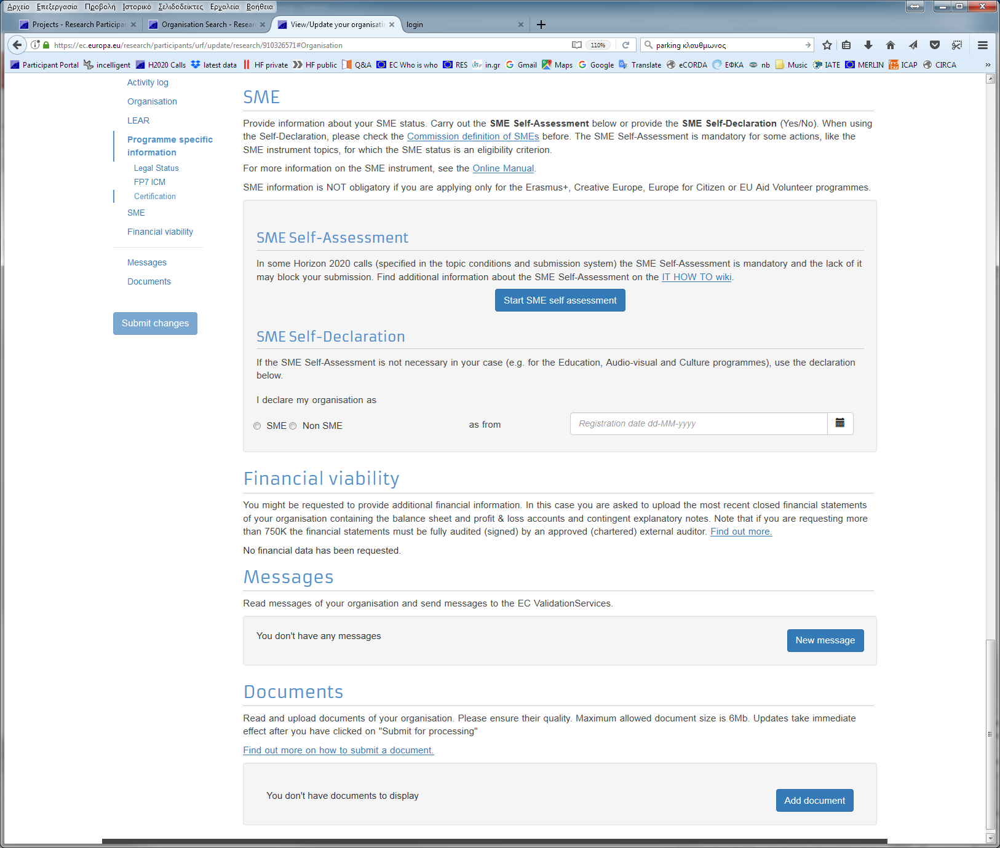 Αρχείο Επεξεργασία Προβολή Ιστορικό Σελιδοδείκτες Εργαλεία Βοήθεια
Projects - Research Participan
Organisation Search - Researc
View/Update your organisatio
login
https://ec.europa.eu/research/participants/urf/update/research/910326571#Organisation
110%
parking κλαυθμωνος
Participant Portal incelligent H2020 Calls latest data HF private HF public Q&A EC Who is who RES in.gr Gmail Maps Google Translate eCORDA ΕΦΚΑ nb Music IATE MERLIN ICAP CIRCA »
Activity log
Organisation
LEAR
Programme specific
information
Legal Status
FP7 ICM
Certification
SME
Financial viability
Messages
Documents
Submit changes
SME
Provide information about your SME status. Carry out the SME Self-Assessment below or provide the SME Self-Declaration (Yes/No). When using
the Self-Declaration, please check the Commission definition of SMEs before. The SME Self-Assessment is mandatory for some actions, like the
SME instrument topics, for which the SME status is an eligibility criterion.
For more information on the SME instrument, see the Online Manual.
SME information is NOT obligatory if you are applying only for the Erasmus+, Creative Europe, Europe for Citizen or EU Aid Volunteer programmes.
SME Self-Assessment
In some Horizon 2020 calls (specified in the topic conditions and submission system) the SME Self-Assessment is mandatory and the lack of it
may block your submission. Find additional information about the SME Self-Assessment on the IT HOW TO wiki.
Start SME self assessment
SME Self-Declaration
If the SME Self-Assessment is not necessary in your case (e.g. for the Education, Audio-visual and Culture programmes), use the declaration
below.
I declare my organisation as
SME Non SME as from Registration date dd-MM-yyyy
Financial viability
You might be requested to provide additional financial information. In this case you are asked to upload the most recent closed financial statements
of your organisation containing the balance sheet and profit & loss accounts and contingent explanatory notes. Note that if you are requesting more
than 750K the financial statements must be fully audited (signed) by an approved (chartered) external auditor. Find out more.
No financial data has been requested.
Messages
Read messages of your organisation and send messages to the EC ValidationServices.
You don't have any messages
New message
Documents
Read and upload documents of your organisation. Please ensure their quality. Maximum allowed document size is 6Mb. Updates take immediate
effect after you have clicked on "Submit for processing"
Find out more on how to submit a document.
You don't have documents to display
Add document